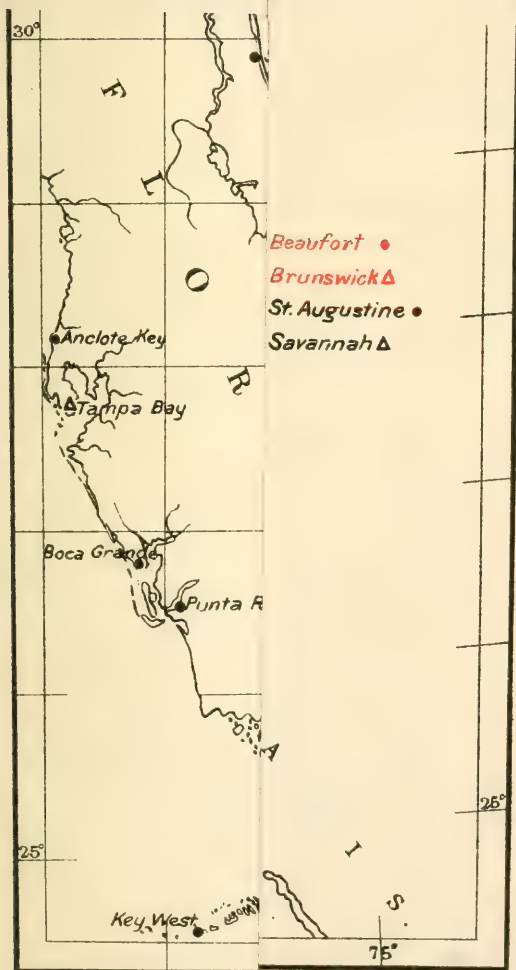 30°
F
L
O
R
Beaufort
Brunswick
St. Augustine
Savannah
Anclote Key
Tampa Bay
Boca Grande
Punta R
A
25°
25°
I
S
Key West
75°